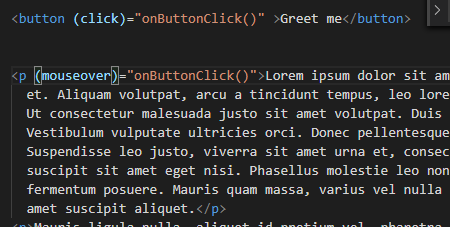 <button (click)="onButtonClick()" >Greet me</button>
<p (mouseover)="onButtonClick()">Lorem ipsum dolor sit am
et. Aliquam volutpat, arcu a tincidunt tempus, leo lore
Ut consectetur malesuada justo sit amet volutpat. Duis
Vestibulum vulputate ultricies orci. Donec pellentesque
Suspendisse leo justo, viverra sit amet urna et, consec
suscipit sit amet eget nisi. Phasellus molestie leo non
fermentum posuere. Mauris quam massa, varius vel nulla
amet suscipit aliquet.</p>
<p>Mauris ligula nulla, aliquet id pretium vel, pharetra